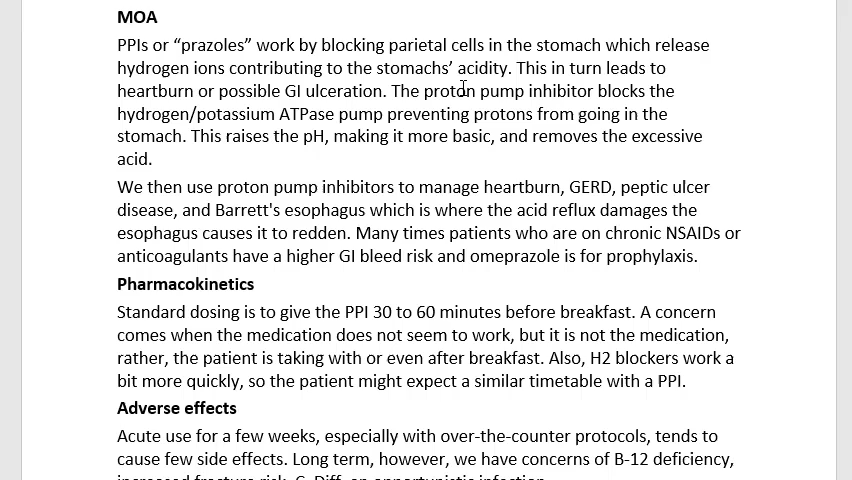 MOA
PPIs or “prazoles” work by blocking parietal cells in the stomach which release
hydrogen ions contributing to the stomachs’ acidity. This in turn leads to
heartburn or possible GI ulceration. The proton pump inhibitor blocks the
hydrogen/potassium ATPase pump preventing protons from going in the
stomach. This raises the pH, making it more basic, and removes the excessive
acid.
We then use proton pump inhibitors to manage heartburn, GERD, peptic ulcer
disease, and Barrett's esophagus which is where the acid reflux damages the
esophagus causes it to redden. Many times patients who are on chronic NSAIDs or
anticoagulants have a higher GI bleed risk and omeprazole is for prophylaxis.
Pharmacokinetics
Standard dosing is to give the PPI 30 to 60 minutes before breakfast. A concern
comes when the medication does not seem to work, but it is not the medication,
rather, the patient is taking with or even after breakfast. Also, H2 blockers work a
bit more quickly, so the patient might expect a similar timetable with a PPI.
Adverse effects
Acute use for a few weeks, especially with over-the-counter protocols, tends to
cause few side effects. Long term, however, we have concerns of B-12 deficiency,
increased fracture risk, C. Diff, an opportunistic infection